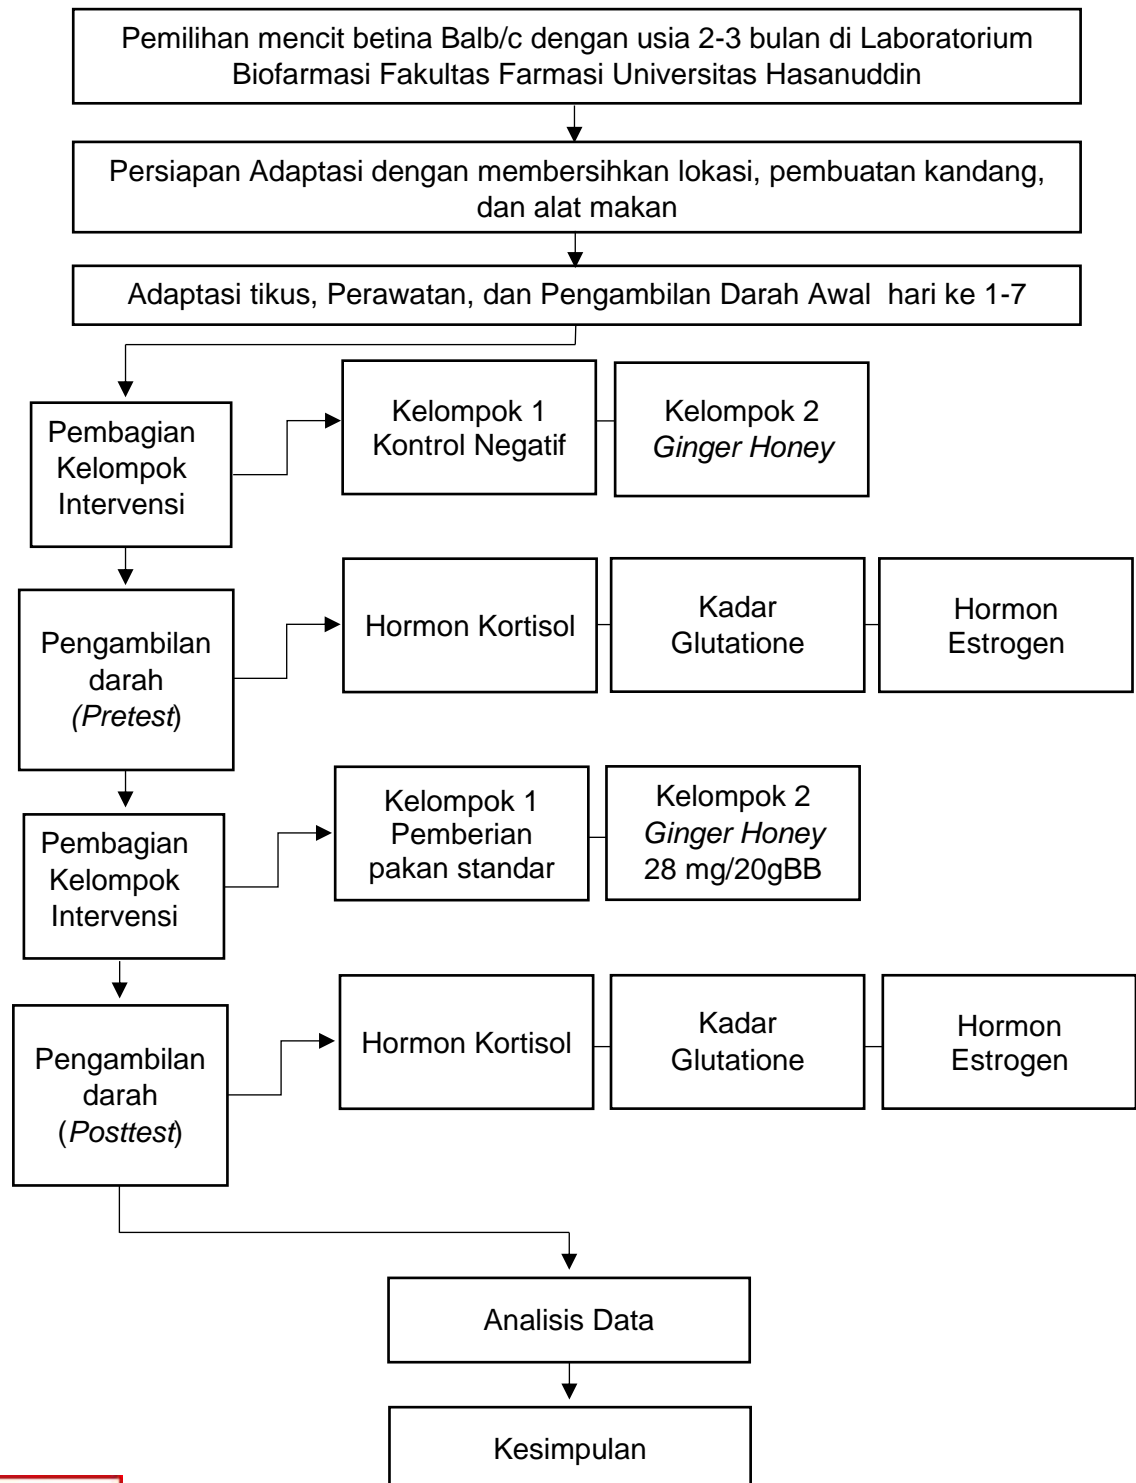 Pemilihan mencit betina Balb/c dengan usia 2-3 bulan di Laboratorium
Biofarmasi Fakultas Farmasi Universitas Hasanuddin
Persiapan Adaptasi dengan membersihkan lokasi, pembuatan kandang,
dan alat makan
Adaptasi tikus, Perawatan, dan Pengambilan Darah Awal hari ke 1-7
Pembagian
Kelompok
Intervensi
Kelompok 1
Kontrol Negatif
Kelompok 2
Ginger Honey
Pengambilan
darah
(Pretest)
Hormon Kortisol
Kadar
Glutatione
Hormon
Estrogen
Pembagian
Kelompok
Intervensi
Kelompok 1
Pemberian
pakan standar
Kelompok 2
Ginger Honey
28 mg/20gBB
Pengambilan
darah
(Posttest)
Hormon Kortisol
Kadar
Glutatione
Hormon
Estrogen
Analisis Data
Kesimpulan